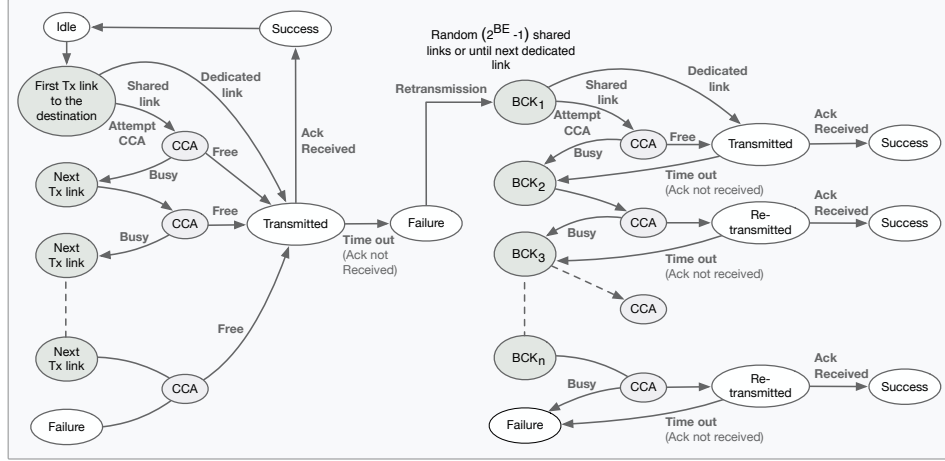 Idle
Success
First Tx link
to the
destination
Shared
link
Dedicated
link
Attempt
CCA
CCA
Free
Busy
Ack
Received
Next
Tx link
CCA
Free
Busy
Next
Tx link
Transmitted
Time out
(Ack not
Received)
Failure
Free
Next
Tx link
CCA
Failure
Random (2^BE -1) shared
links or until next dedicated
link
Retransmission
BCK1
Shared
link
Dedicated
link
Attempt
CCA
CCA
Free
Busy
Transmitted
Ack
Received
Success
Time out
(Ack not received)
BCK2
CCA
Busy
Re-
transmitted
Ack
Received
Success
Time out
(Ack not received)
BCK3
CCA
BCKn
Busy
CCA
Re-
transmitted
Ack
Received
Success
Failure
Time out
(Ack not received)